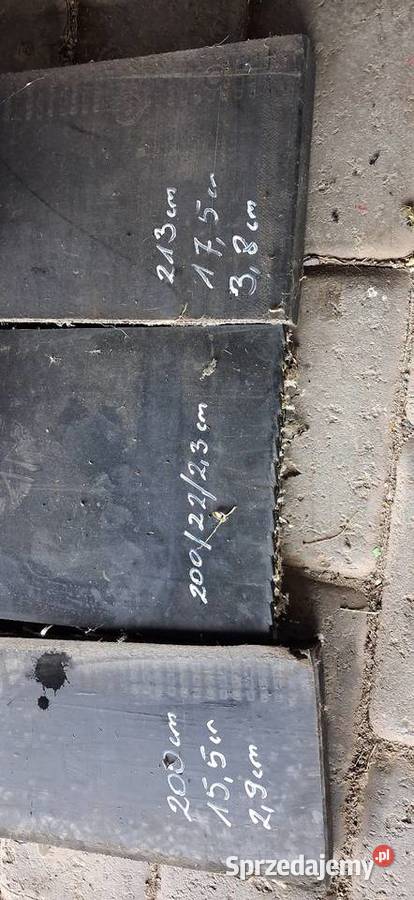 213cm
17,5cm
3,8cm
200/22/2,3cm
200cm
15,5cm
2,9cm
Sprzedajemy.pl